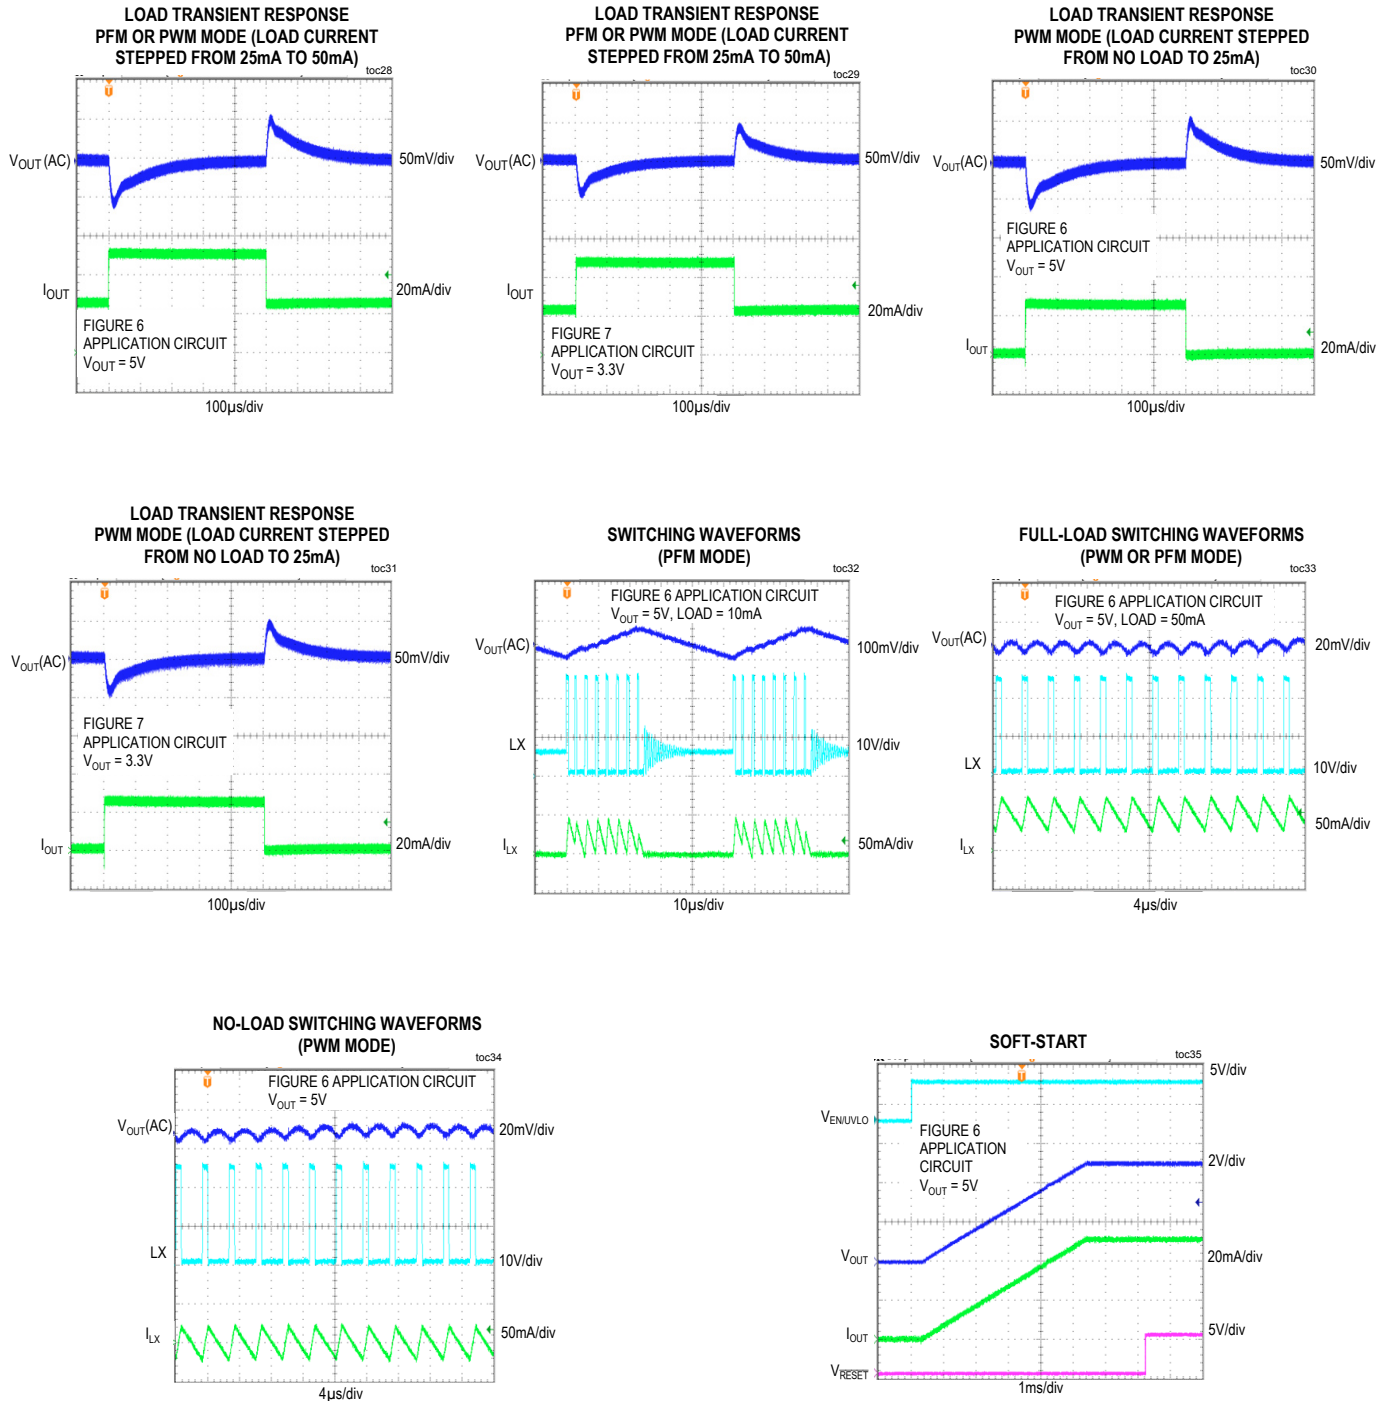 LOAD TRANSIENT RESPONSE
PFM OR PWM MODE (LOAD CURRENT
STEPPED FROM 25mA TO 50mA)
toc28
VOUT(AC)
50mV/div
IOUT
20mA/div
FIGURE 6
APPLICATION CIRCUIT
VOUT = 5V
100µs/div
LOAD TRANSIENT RESPONSE
PFM OR PWM MODE (LOAD CURRENT
STEPPED FROM 25mA TO 50mA)
toc29
VOUT(AC)
50mV/div
IOUT
20mA/div
FIGURE 7
APPLICATION CIRCUIT
VOUT = 3.3V
100µs/div
LOAD TRANSIENT RESPONSE
PWM MODE (LOAD CURRENT STEPPED
FROM NO LOAD TO 25mA)
toc30
VOUT(AC)
50mV/div
FIGURE 6
APPLICATION CIRCUIT
VOUT = 5V
IOUT
20mA/div
100µs/div
LOAD TRANSIENT RESPONSE
PWM MODE (LOAD CURRENT STEPPED
FROM NO LOAD TO 25mA)
toc31
VOUT(AC)
50mV/div
FIGURE 7
APPLICATION CIRCUIT
VOUT = 3.3V
IOUT
20mA/div
100µs/div
SWITCHING WAVEFORMS
(PFM MODE)
toc32
FIGURE 6 APPLICATION CIRCUIT
VOUT = 5V, LOAD = 10mA
VOUT(AC)
100mV/div
LX
10V/div
ILX
50mA/div
10µs/div
FULL-LOAD SWITCHING WAVEFORMS
(PWM OR PFM MODE)
toc33
FIGURE 6 APPLICATION CIRCUIT
VOUT = 5V, LOAD = 50mA
VOUT(AC)
20mV/div
LX
10V/div
ILX
50mA/div
4µs/div
NO-LOAD SWITCHING WAVEFORMS
(PWM MODE)
toc34
FIGURE 6 APPLICATION CIRCUIT
VOUT = 5V
VOUT(AC)
20mV/div
LX
10V/div
ILX
50mA/div
4µs/div
SOFT-START
toc35
5V/div
VEN/UVLO
FIGURE 6
APPLICATION
CIRCUIT
VOUT = 5V
2V/div
VOUT
20mA/div
IOUT
5V/div
VRESET
1ms/div